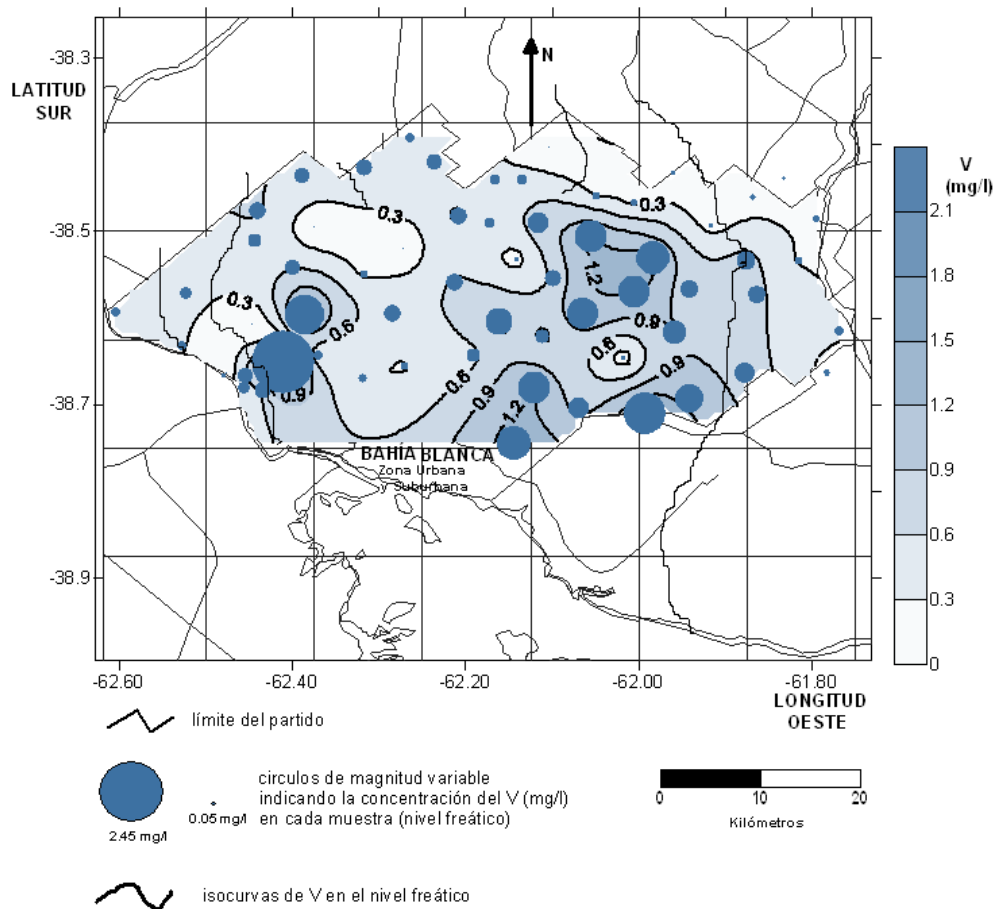 -38.3
LATITUD
SUR
-38.5
-38.7
-38.9
N
0.3
0.3
1.2
0.3
0.6
0.9
0.6
0.6
0.9
0.9
0.9
1.2
BAHÍA BLANCA
Zona Urbana
y Suburbana
V
(mg/l)
2.1
1.8
1.5
1.2
0.9
0.6
0.3
0
-62.60
-62.40
-62.20
-62.00
-61.80
LONGITUD
OESTE
límite del partido
circulos de magnitud variable
indicando la concentración del V (mg/l)
en cada muestra (nivel freático)
2.45 mg/l
0.05 mg/l
0
10
20
Kilómetros
isocurvas de V en el nivel freático